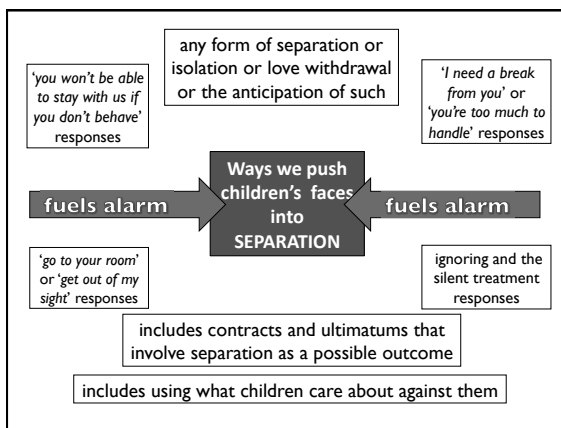 any form of separation or
isolation or love withdrawal
or the anticipation of such
'you won't be able
to stay with us if
you don't behave'
responses
'I need a break
from you' or
'you're too much to
handle' responses
Ways we push
children's faces
into
SEPARATION
fuels alarm
fuels alarm
'go to your room'
or 'get out of my
sight' responses
ignoring and the
silent treatment
responses
includes contracts and ultimatums that
involve separation as a possible outcome
includes using what children care about against them